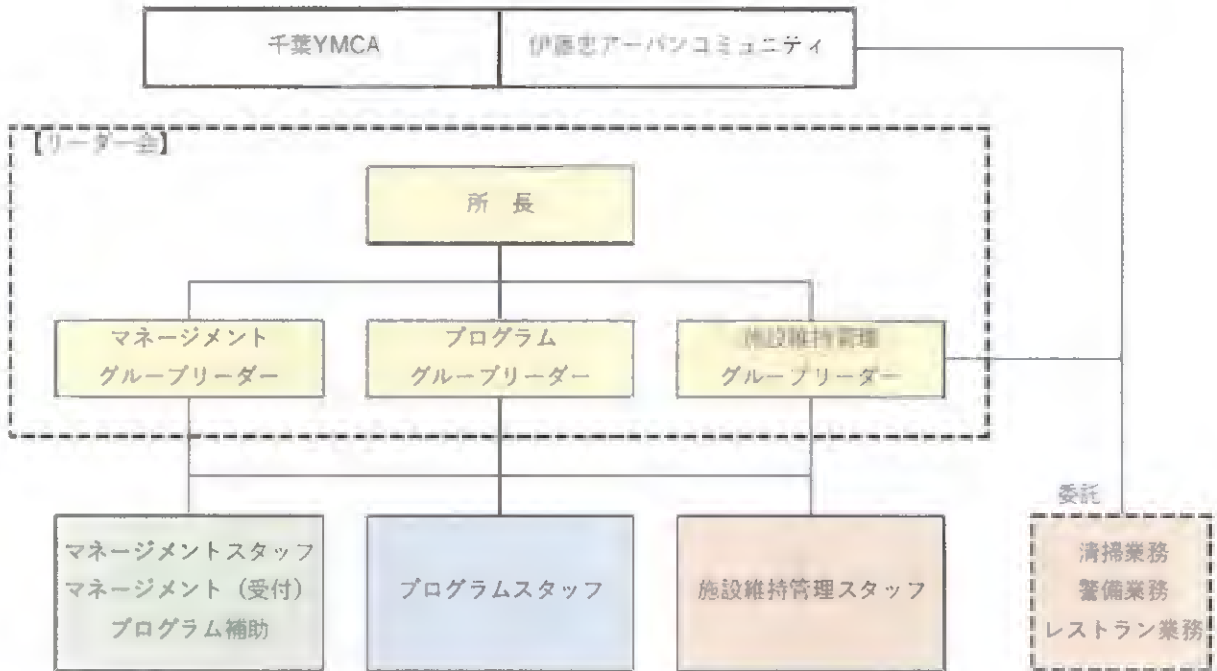 千葉YMCA
伊藤忠アーバンコミュニティ
【リーダー会】
所 長
マネージメント
グループリーダー
プログラム
グループリーダー
施設維持管理
グループリーダー
マネージメントスタッフ
マネージメント（受付）
プログラム補助
プログラムスタッフ
施設維持管理スタッフ
委託
清掃業務
警備業務
レストラン業務